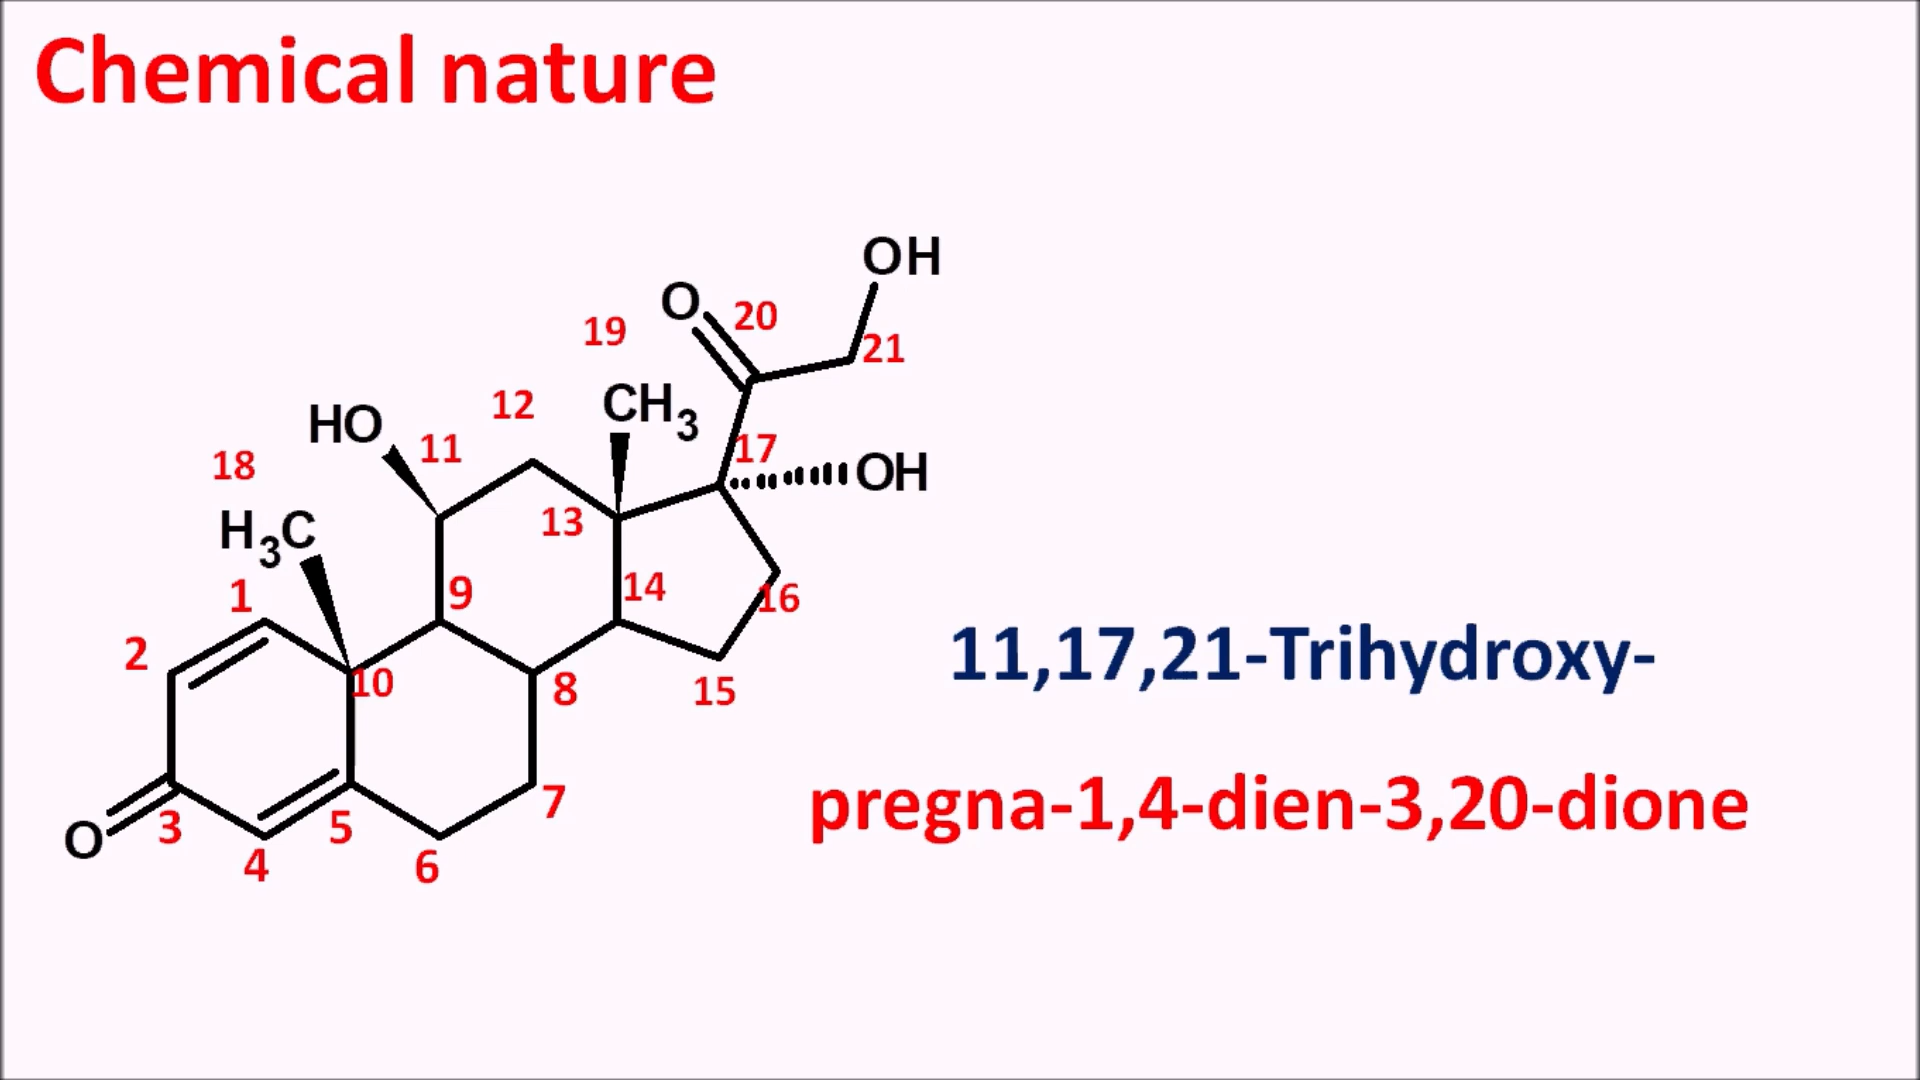 Chemical nature
OH
O
20
19
21
CH3
12
HO
11
17
18
OH
H3C
13
1
9
14
16
2
10
8
15
11,17,21-Trihydroxy-
O
3
5
7
4
6
pregna-1,4-dien-3,20-dione